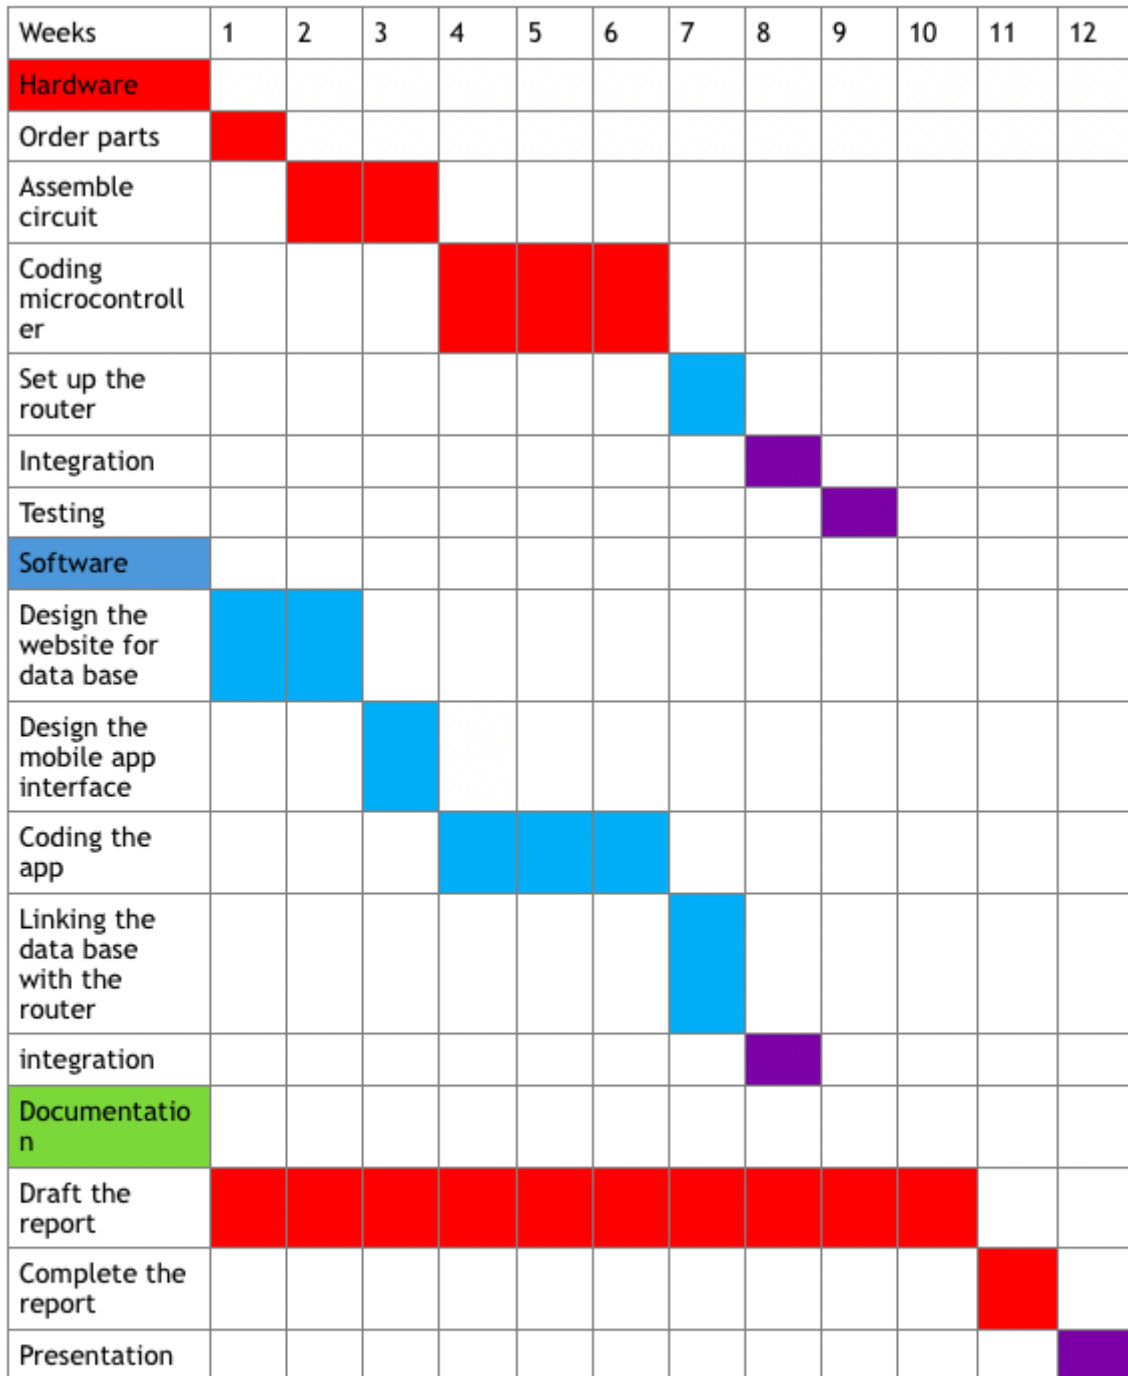 Weeks 1 2 3 4 5 6 7 8 9 10 11 12
Hardware
Order parts
Assemble
circuit
Coding
microcontroll
er
Set up the
router
Integration
Testing
Software
Design the
website for
data base
Design the
mobile app
interface
Coding the
app
Linking the
data base
with the
router
integration
Documentatio
n
Draft the
report
Complete the
report
Presentation